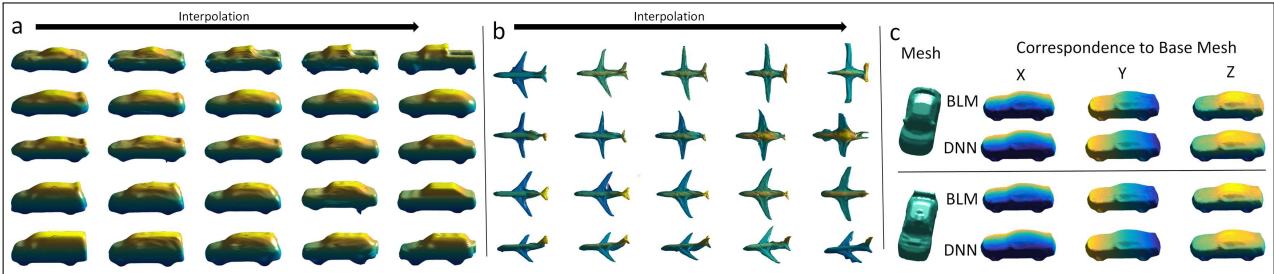 a
Interpolation
b
Interpolation
c
Mesh
Correspondence to Base Mesh
X Y Z
BLM
DNN
BLM
DNN